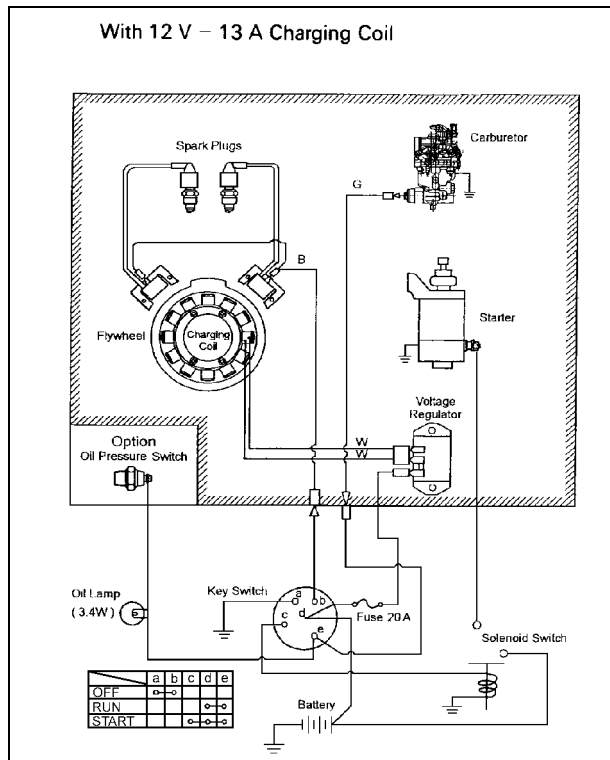 With 12 V – 13 A Charging Coil
Spark Plugs
Carburetor
G
B
Starter
Flywheel
Charging
Coil
Voltage
Regulator
W
W
Option
Oil Pressure Switch
Oil Lamp
( 3.4W )
Key Switch
a
b
c
d
e
Fuse 20A
Solenoid Switch
Battery
a b c d e
OFF
RUN
START